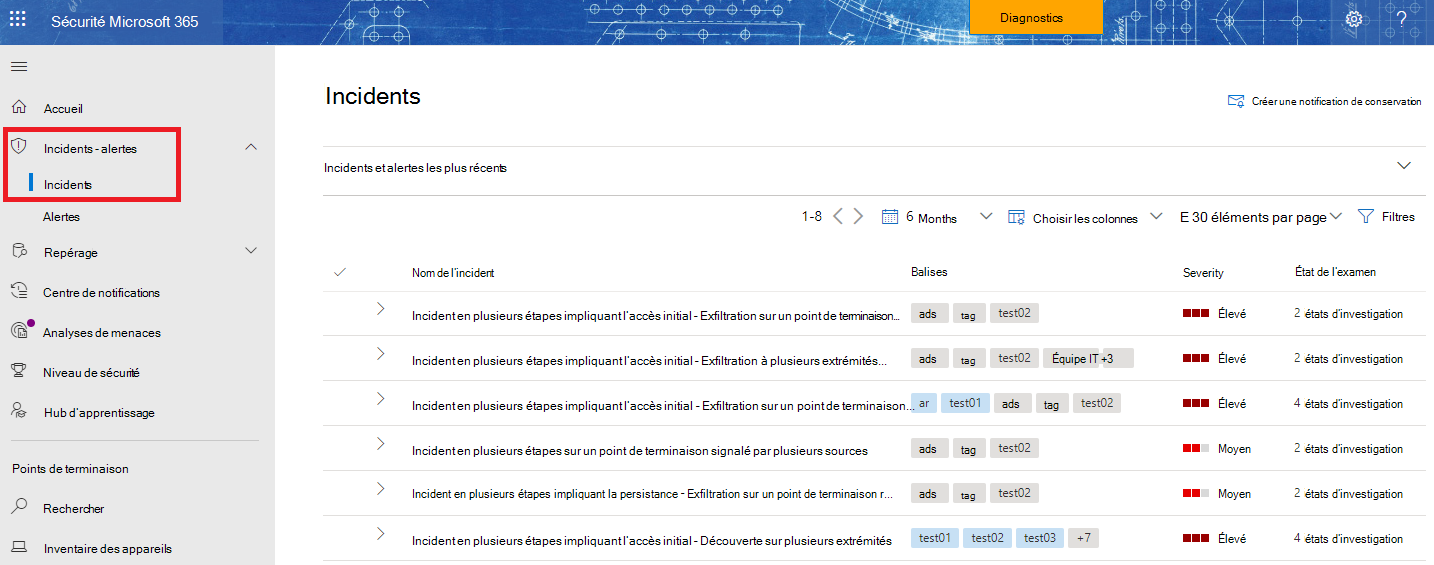 Sécurité Microsoft 365
Diagnostics
?
Accueil
Incidents - alertes
Incidents
Alertes
Repérage
Centre de notifications
Analyses de menaces
Niveau de sécurité
Hub d'apprentissage
Points de terminaison
Rechercher
Inventaire des appareils
Incidents
Créer une notification de conservation
Incidents et alertes les plus récents
1-8 6 Months Choisir les colonnes E 30 éléments par page Filtres
Nom de l'incident Balises Severity État de l'examen
Incident en plusieurs étapes impliquant l'accès initial - Exfiltration sur un point de terminaison... ads tag test02 Élevé 2 états d'investigation
Incident en plusieurs étapes impliquant l'accès initial - Exfiltration à plusieurs extrémités... ads tag test02 Équipe IT +3 Élevé 2 états d'investigation
Incident en plusieurs étapes impliquant l'accès initial - Exfiltration sur un point de terminaison... ar test01 ads tag test02 Élevé 4 états d'investigation
Incident en plusieurs étapes sur un point de terminaison signalé par plusieurs sources ads tag test02 Moyen 2 états d'investigation
Incident en plusieurs étapes impliquant la persistance - Exfiltration sur un point de terminaison r... ads tag test02 Moyen 2 états d'investigation
Incident en plusieurs étapes impliquant l'accès initial - Découverte sur plusieurs extrémités test01 test02 test03 +7 Élevé 4 états d'investigation